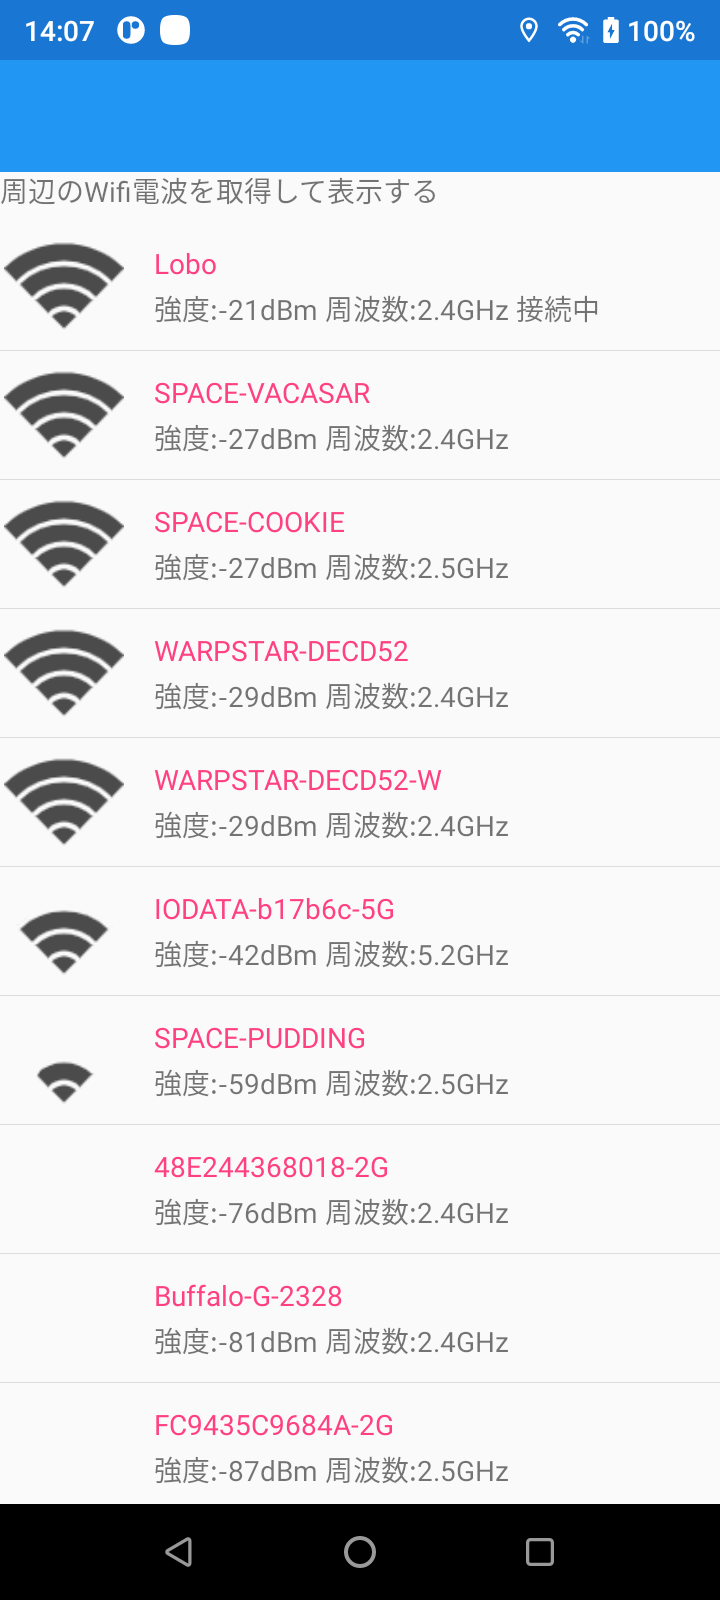 14:07 100%
周辺のWifi電波を取得して表示する
Lobo
強度:-21dBm 周波数:2.4GHz 接続中
SPACE-VACASAR
強度:-27dBm 周波数:2.4GHz
SPACE-COOKIE
強度:-27dBm 周波数:2.5GHz
WARPSTAR-DECD52
強度:-29dBm 周波数:2.4GHz
WARPSTAR-DECD52-W
強度:-29dBm 周波数:2.4GHz
IODATA-b17b6c-5G
強度:-42dBm 周波数:5.2GHz
SPACE-PUDDING
強度:-59dBm 周波数:2.5GHz
48E244368018-2G
強度:-76dBm 周波数:2.4GHz
Buffalo-G-2328
強度:-81dBm 周波数:2.4GHz
FC9435C9684A-2G
強度:-87dBm 周波数:2.5GHz